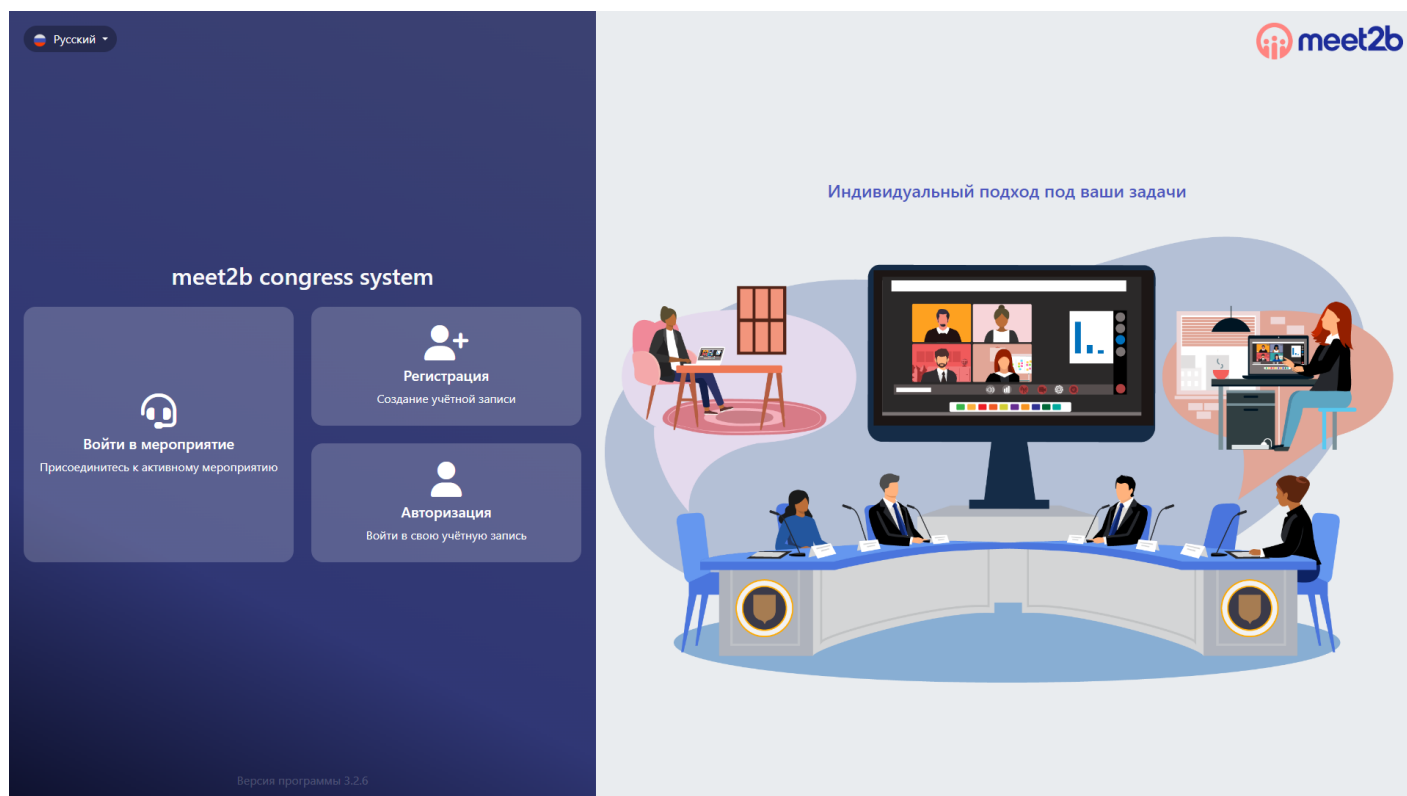 Русский
meet2b
Индивидуальный подход под ваши задачи
meet2b congress system
Войти в мероприятие
Присоединитесь к активному мероприятию
Регистрация
Создание учётной записи
Авторизация
Войти в свою учётную запись
Версия программы 3.2.6